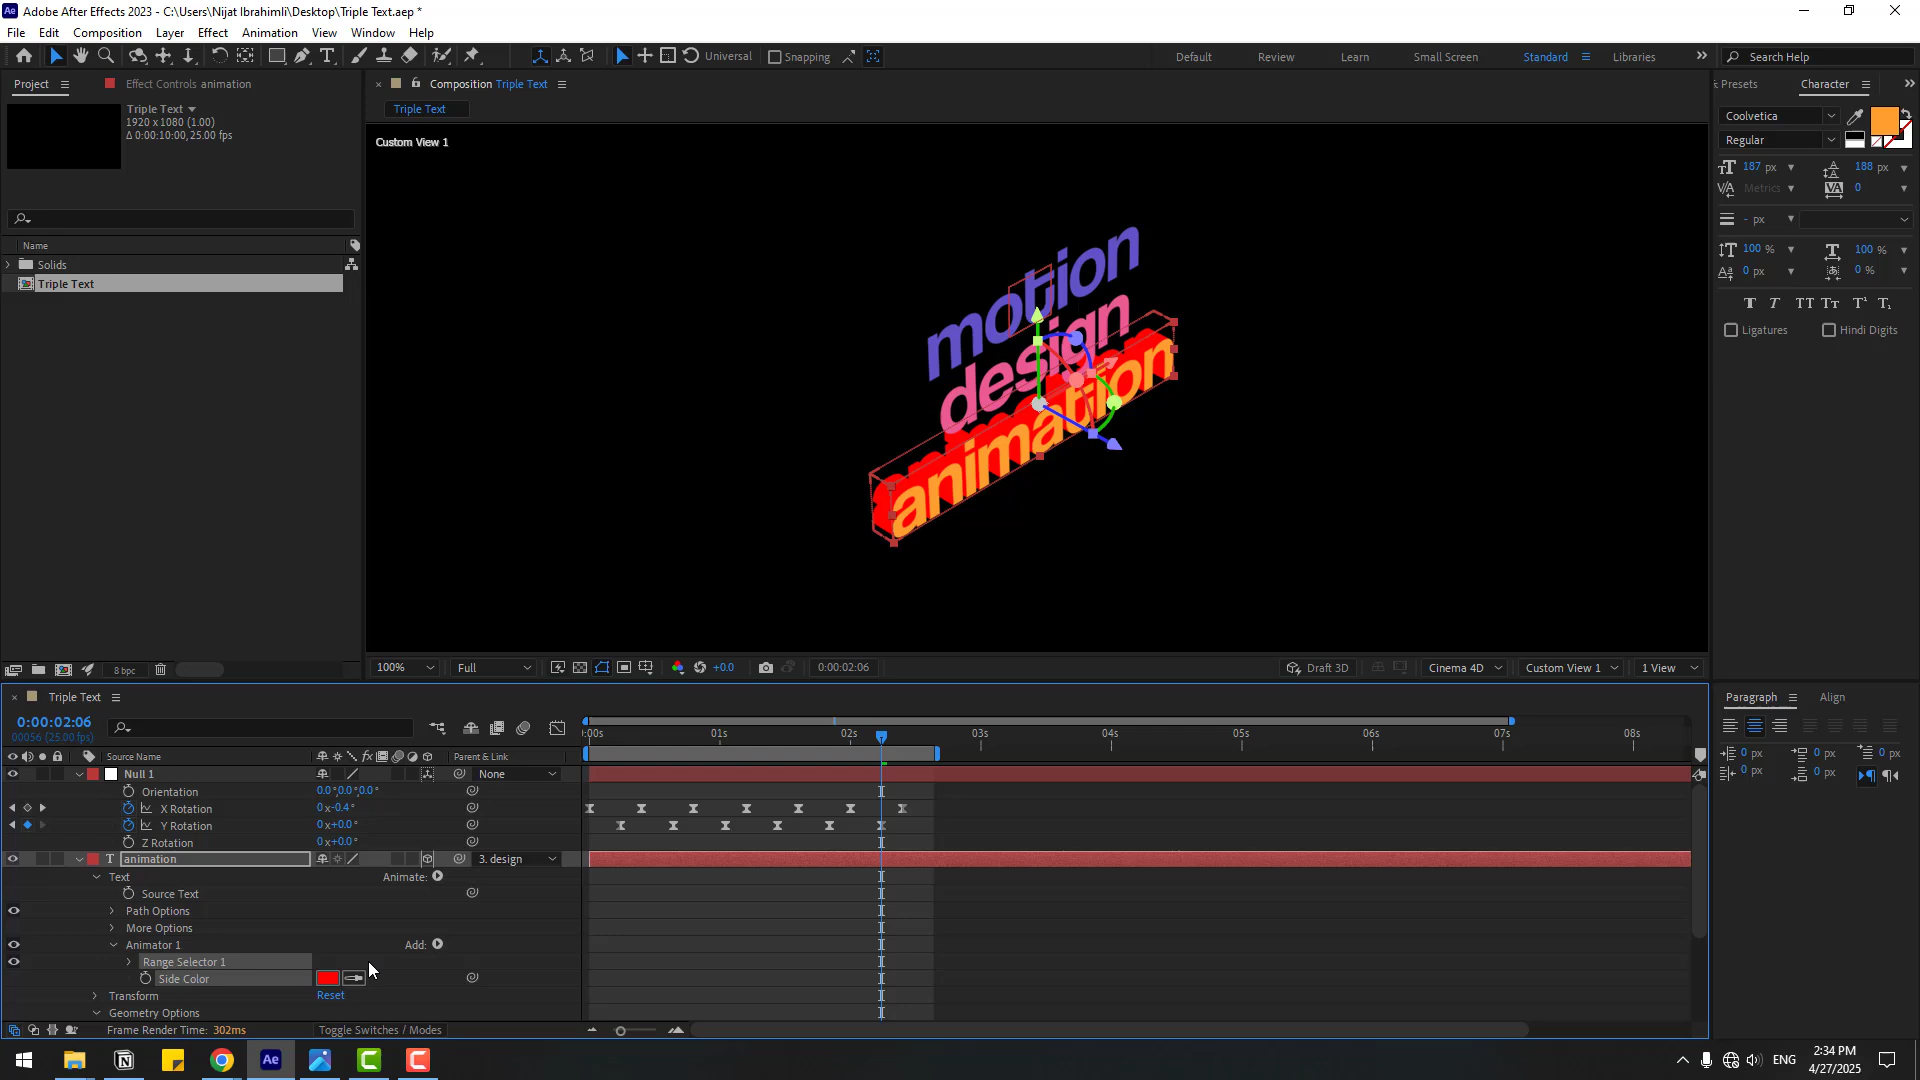 Adobe After Effects 2023 - C:\Users\Nijat Ibrahimli\Desktop\Triple Text.aep *
File Edit Composition Layer Effect Animation View Window Help
Universal Snapping Default Review Learn Small Screen Standard Libraries Search Help
Project Effect Controls animation
Composition Triple Text
Presets Character
Triple Text
1920 x 1080 (1.00)
Δ 0:00:10:00, 25.00 fps
Triple Text
Custom View 1
Coolvetica
Regular
187 px 188 px
Metrics 0
- px
100 % 100 %
0 px 0 %
Ligatures Hindi Digits
Name
Solids
Triple Text
motion
design
animation
8 bpc
100% Full +0.0 0:00:02:06 Draft 3D Cinema 4D Custom View 1 1 View
Triple Text
Paragraph Align
0:00:02:06
00056 (25.00 fps)
:00s 01s 02s 03s 04s 05s 06s 07s 08s
0 px 0 px 0 px
0 px 0 px
Source Name Parent & Link
Null 1 None
Orientation 0.0°,0.0°,0.0°
X Rotation 0x-0.4°
Y Rotation 0x+0.0°
Z Rotation 0x+0.0°
T animation 3. design
Text Animate:
Source Text
Path Options
More Options
Animator 1 Add:
Range Selector 1
Side Color
Transform Reset
Geometry Options
Frame Render Time: 302ms Toggle Switches / Modes
Ae
ENG
2:34 PM
4/27/2025